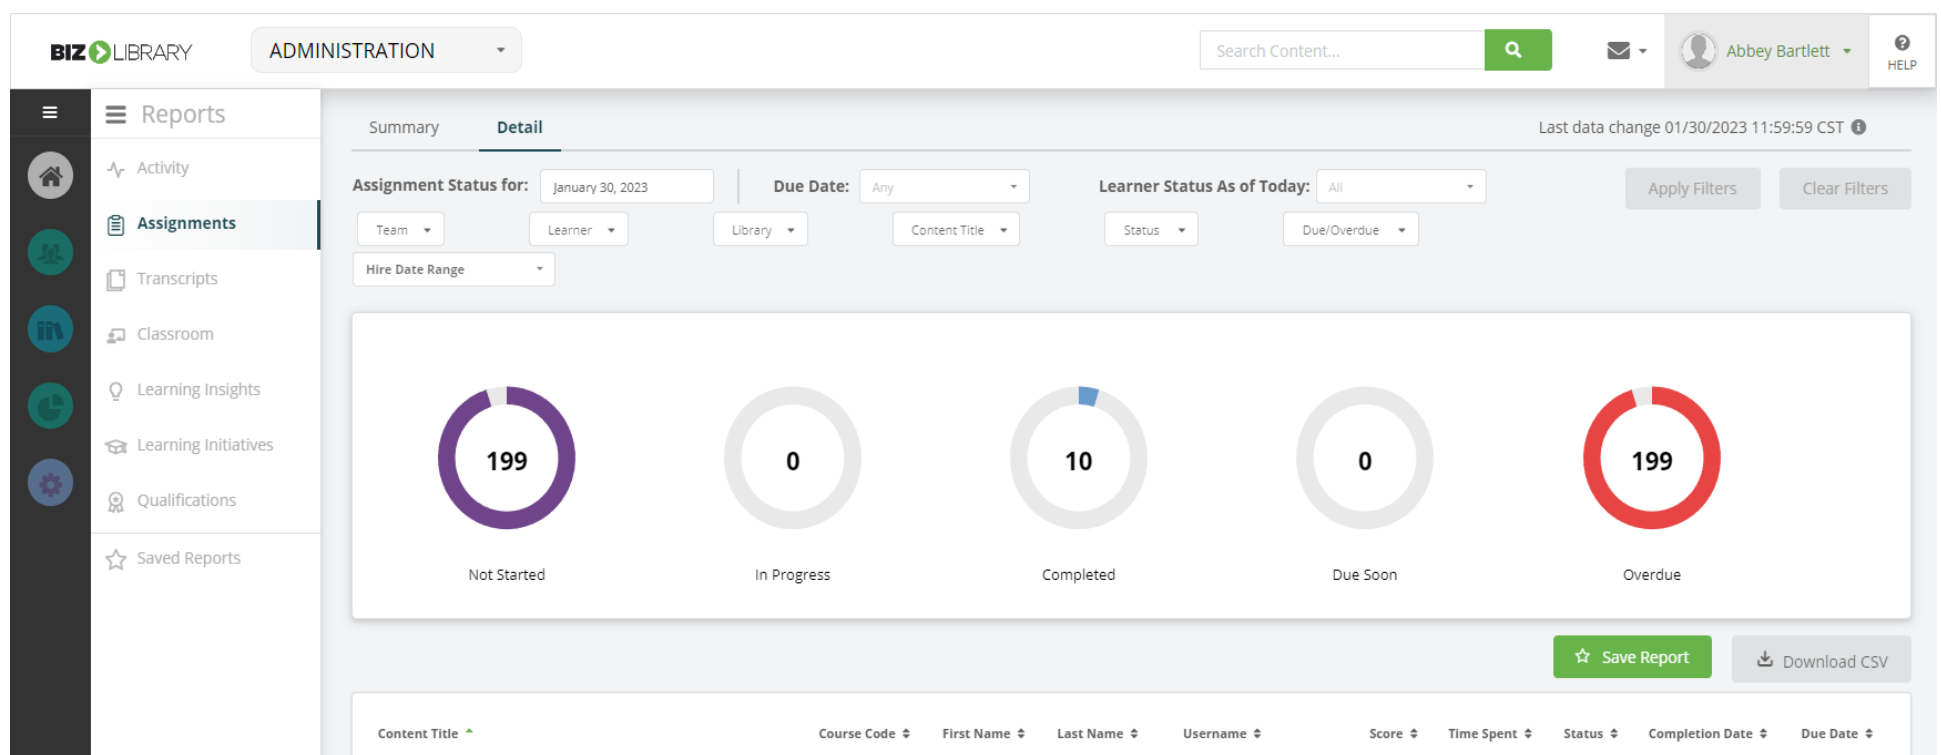 BIZ LIBRARY
ADMINISTRATION
Search Content...
Abbey Bartlett
HELP
Reports
Activity
Assignments
Transcripts
Classroom
Learning Insights
Learning Initiatives
Qualifications
Saved Reports
Summary Detail
Last data change 01/30/2023 11:59:59 CST
Assignment Status for: January 30, 2023 Due Date: Any Learner Status As of Today: All Apply Filters Clear Filters
Team Learner Library Content Title Status Due/Overdue
Hire Date Range
199 0 10 0 199
Not Started In Progress Completed Due Soon Overdue
Save Report Download CSV
Content Title Course Code First Name Last Name Username Score Time Spent Status Completion Date Due Date